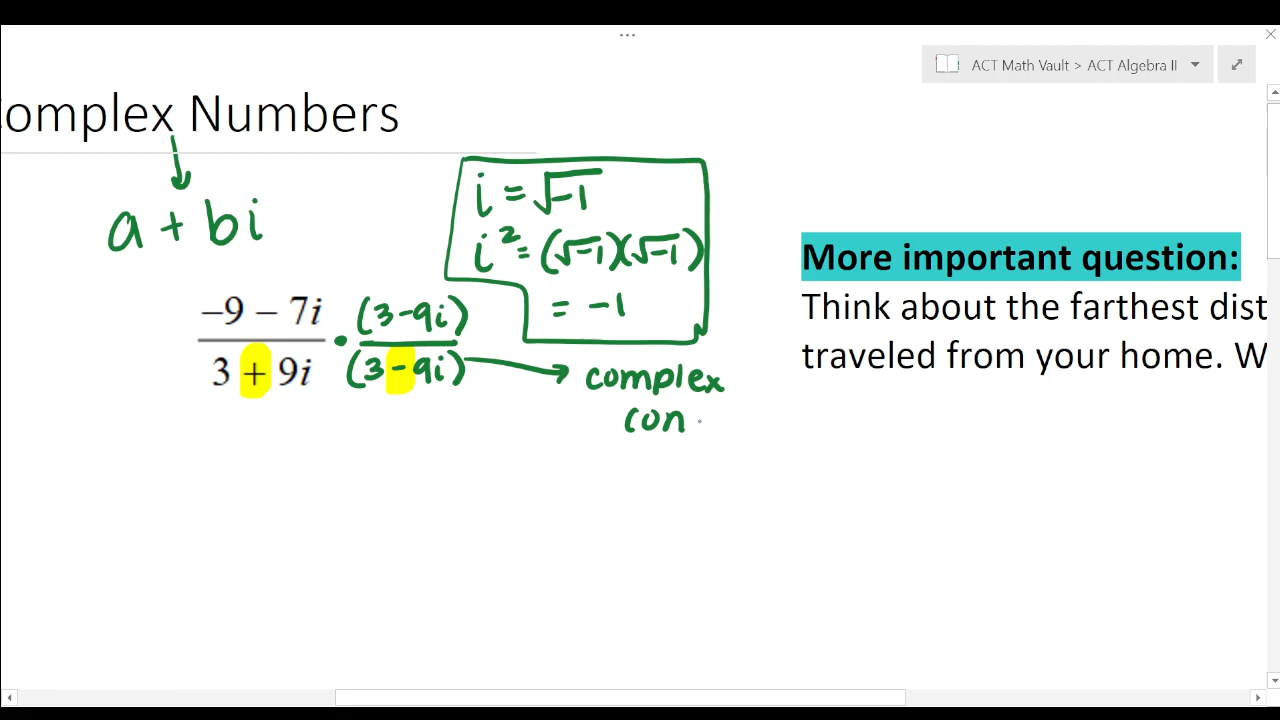 ACT Math Vault > ACT Algebra II
omplex Numbers
a + bi
i = √-1
i² = (√-1)(√-1)
= -1
–9 – 7i
3 + 9i
•
(3-9i)
(3-9i)
complex
con
More important question:
Think about the farthest dist
traveled from your home. W